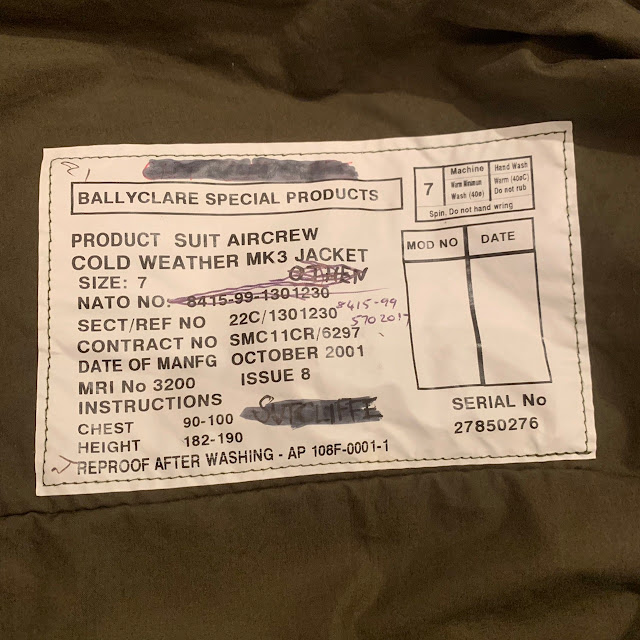 BALLYCLARE SPECIAL PRODUCTS
7
Machine
Warm Minimum
Wash (40o)
Hand Wash
Warm (40oC)
Do not rub
Spin. Do not hand wring
PRODUCT SUIT AIRCREW
COLD WEATHER MK3 JACKET
SIZE: 7
NATO NO: 8415-99-1301230
8415-99
5702017
SECT/REF NO 22C/1301230
CONTRACT NO SMC11CR/6297
DATE OF MANFG OCTOBER 2001
MRI No 3200 ISSUE 8
INSTRUCTIONS
SUTCLIFFE
CHEST 90-100
HEIGHT 182-190
REPROOF AFTER WASHING - AP 108F-0001-1
MOD NO DATE
SERIAL No
27850276